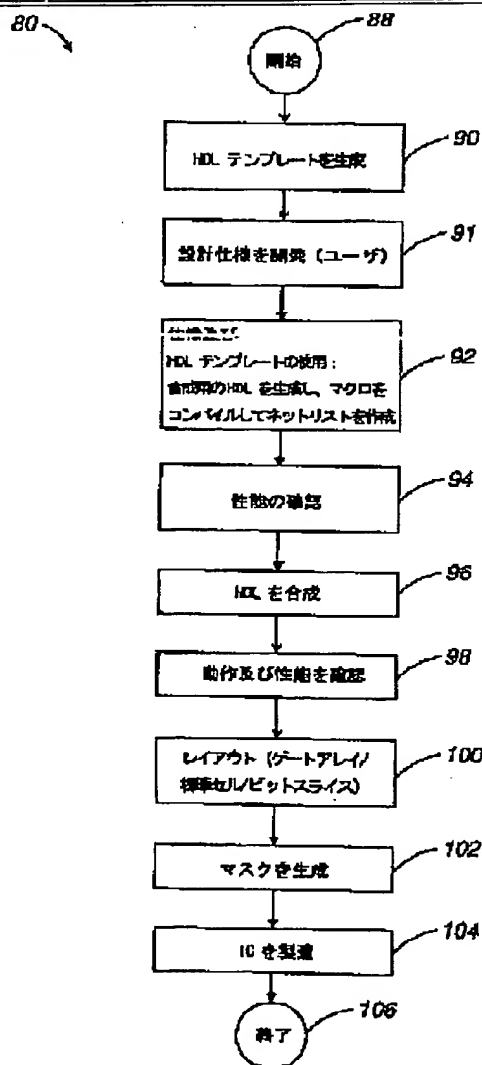 80
88
開始
90
HDL テンプレートを生成
91
設計仕様を開発 (ユーザ)
92
仕様及び
HDL テンプレートの使用:
合成用のHDL を生成し、マクロを
コンパイルしてネットリストを作成
94
性能の確認
96
HDL を合成
98
動作及び性能を確認
100
レイアウト (ゲートアレイ/
標準セル/ビットスライス)
102
マスクを生成
104
IC を製造
106
終了